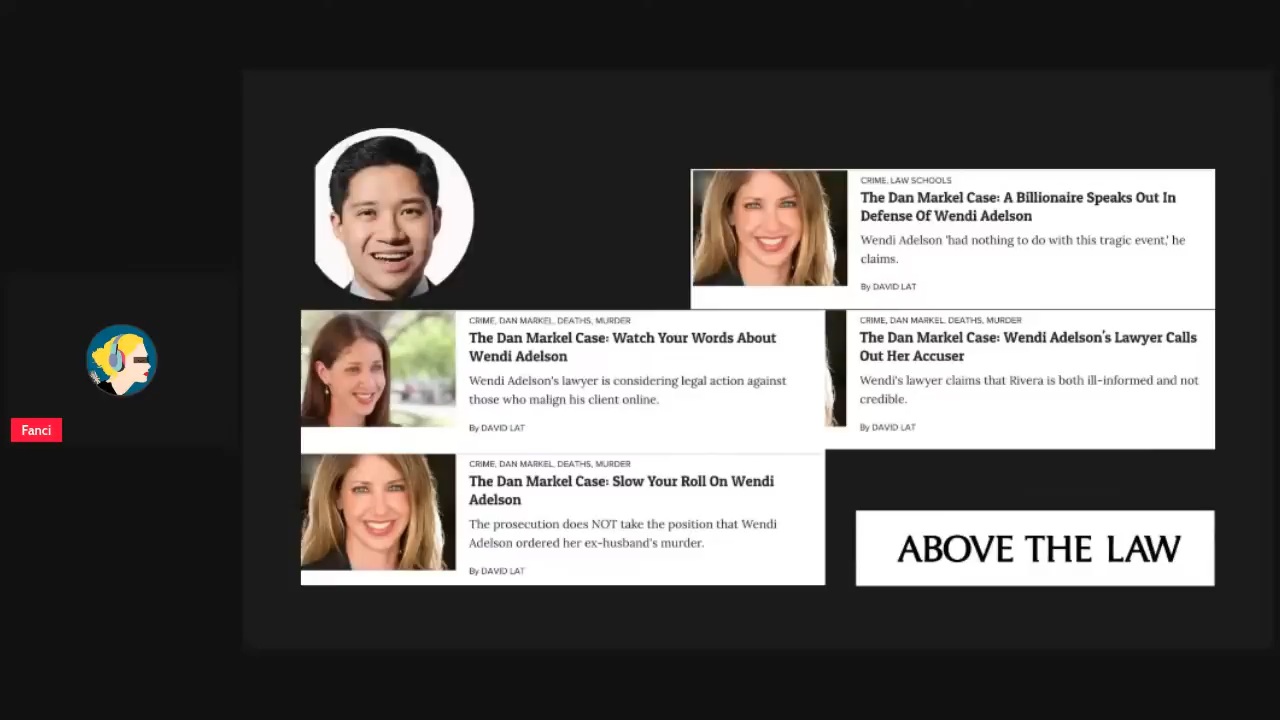 CRIME, LAW SCHOOLS
The Dan Markel Case: A Billionaire Speaks Out In
Defense Of Wendi Adelson
Wendi Adelson 'had nothing to do with this tragic event,' he
claims.
By DAVID LAT
CRIME, DAN MARKEL, DEATHS, MURDER
The Dan Markel Case: Watch Your Words About
Wendi Adelson
Wendi Adelson's lawyer is considering legal action against
those who malign his client online.
By DAVID LAT
CRIME, DAN MARKEL, DEATHS, MURDER
The Dan Markel Case: Wendi Adelson's Lawyer Calls
Out Her Accuser
Wendi's lawyer claims that Rivera is both ill-informed and not
credible.
By DAVID LAT
Fanci
CRIME, DAN MARKEL, DEATHS, MURDER
The Dan Markel Case: Slow Your Roll On Wendi
Adelson
The prosecution does NOT take the position that Wendi
Adelson ordered her ex-husband's murder.
By DAVID LAT
ABOVE THE LAW